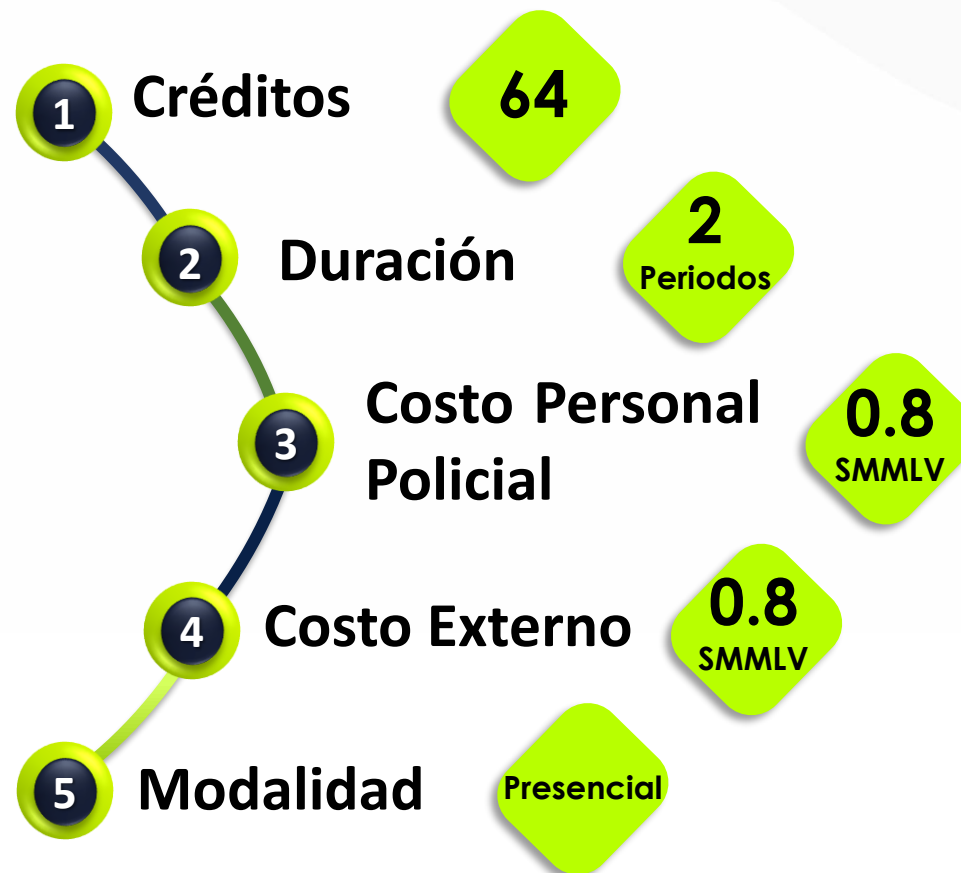 1
Créditos
64
2
Duración
2
Periodos
3
Costo Personal
Policial
0.8
SMMLV
4
Costo Externo
0.8
SMMLV
5
Modalidad
Presencial